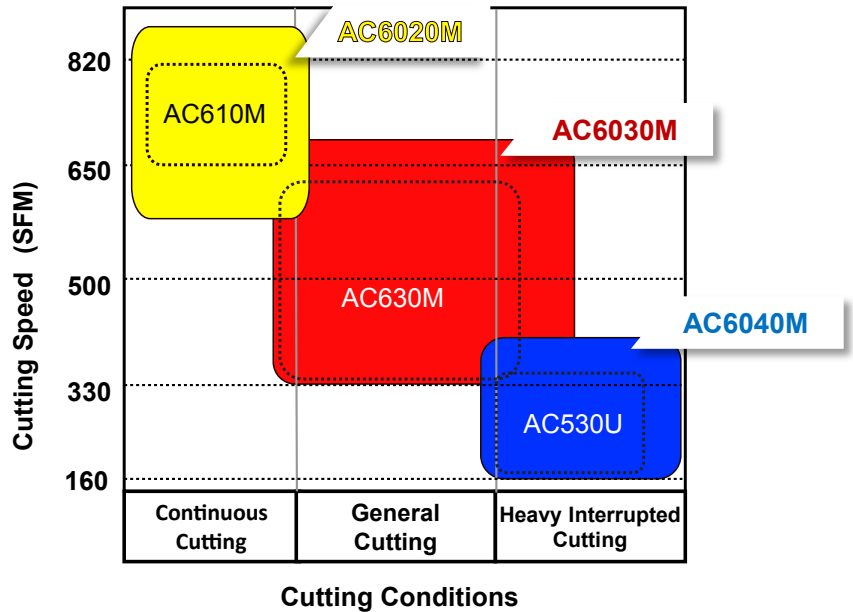 AC6020M
820
AC610M
AC6030M
650
500
AC630M
AC6040M
330
AC530U
160
Cutting Speed (SFM)
Continuous
Cutting
General
Cutting
Heavy Interrupted
Cutting
Cutting Conditions